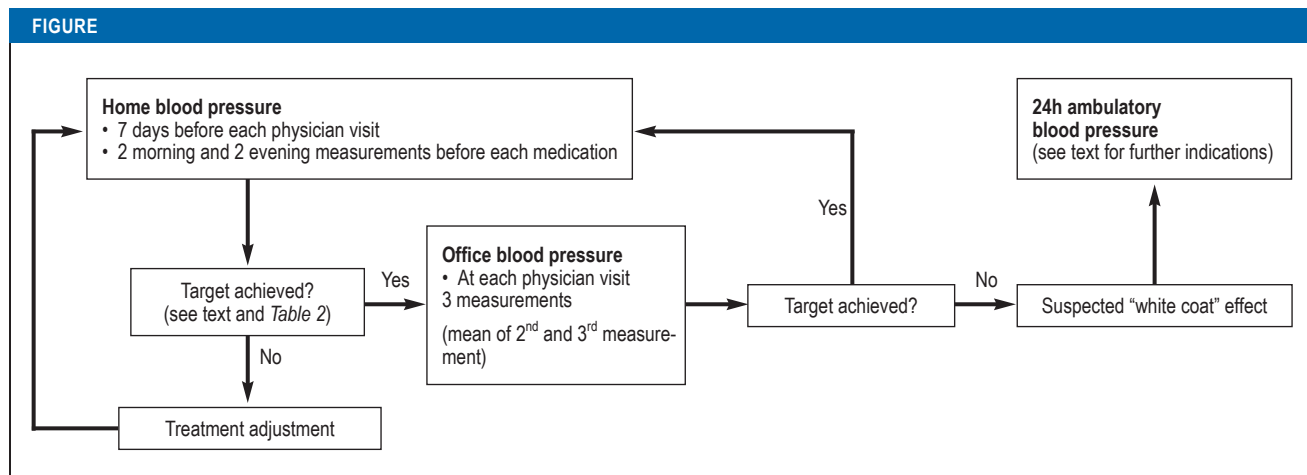 FIGURE
Home blood pressure
• 7 days before each physician visit
• 2 morning and 2 evening measurements before each medication
24h ambulatory
blood pressure
(see text for further indications)
Yes
Target achieved?
(see text and Table 2)
Yes
Office blood pressure
• At each physician visit
3 measurements
(mean of 2nd and 3rd measure-
ment)
Target achieved?
No
Suspected “white coat” effect
No
Treatment adjustment